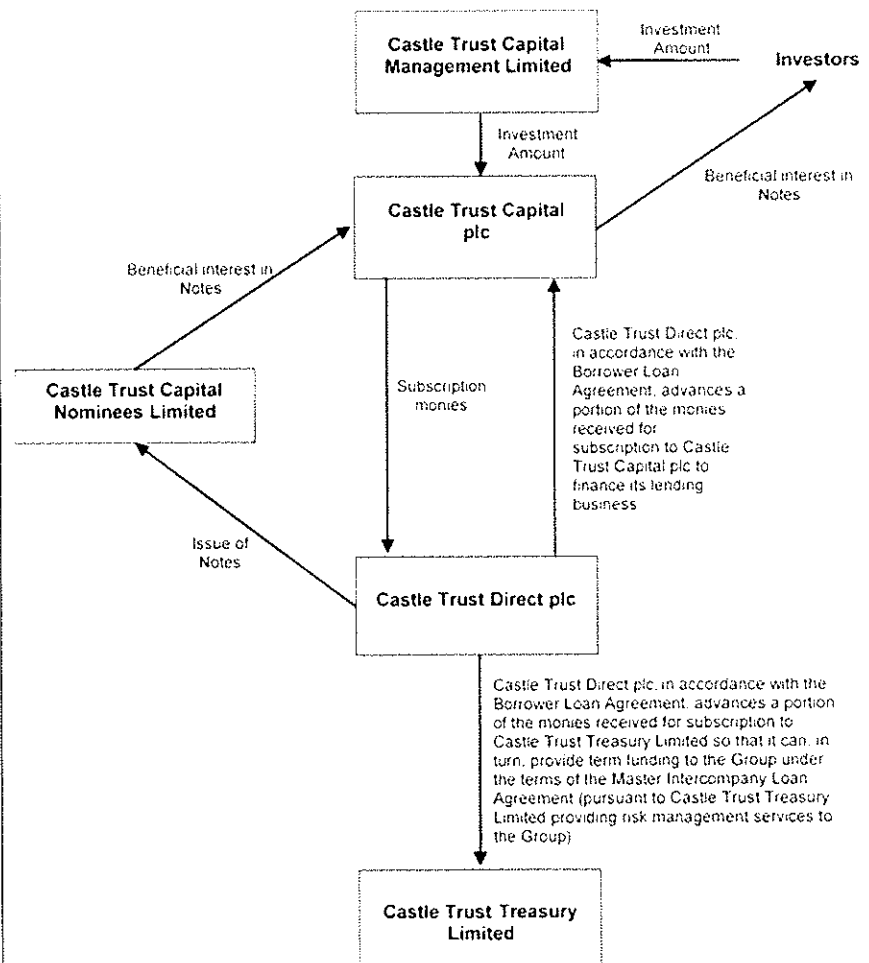 Castle Trust Capital
Management Limited
Investment
Amount
Investors
Investment
Amount
Beneficial interest in
Notes
Castle Trust Capital
plc
Beneficial interest in
Notes
Castle Trust Capital
Nominees Limited
Subscription
monies
Castle Trust Direct plc,
in accordance with the
Borrower Loan
Agreement, advances a
portion of the monies
received for
subscription to Castle
Trust Capital plc to
finance its lending
business
Issue of
Notes
Castle Trust Direct plc
Castle Trust Direct plc, in accordance with the
Borrower Loan Agreement, advances a portion
of the monies received for subscription to
Castle Trust Treasury Limited so that it can, in
turn, provide term funding to the Group under
the terms of the Master Intercompany Loan
Agreement (pursuant to Castle Trust Treasury
Limited providing risk management services to
the Group)
Castle Trust Treasury
Limited